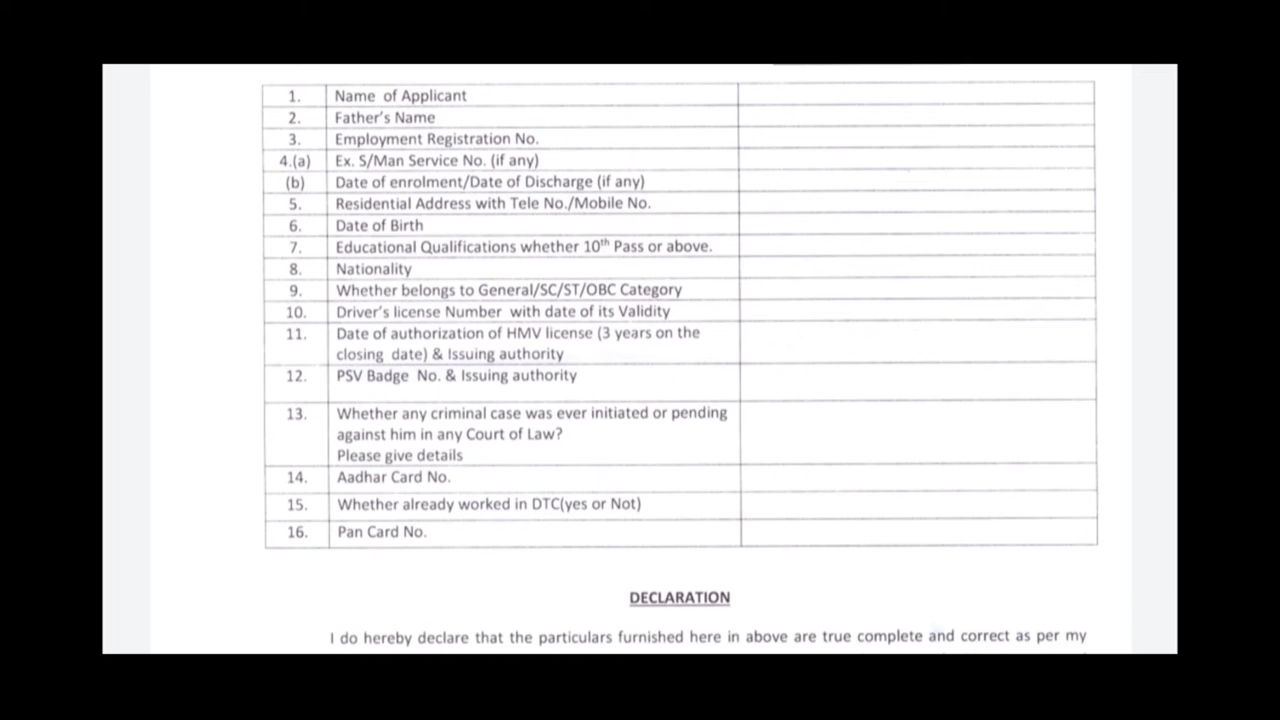 1. Name of Applicant
2. Father's Name
3. Employment Registration No.
4.(a) Ex. S/Man Service No. (if any)
(b) Date of enrolment/Date of Discharge (if any)
5. Residential Address with Tele No./Mobile No.
6. Date of Birth
7. Educational Qualifications whether 10th Pass or above.
8. Nationality
9. Whether belongs to General/SC/ST/OBC Category
10. Driver's license Number with date of its Validity
11. Date of authorization of HMV license (3 years on the
closing date) & Issuing authority
12. PSV Badge No. & Issuing authority
13. Whether any criminal case was ever initiated or pending
against him in any Court of Law?
Please give details
14. Aadhar Card No.
15. Whether already worked in DTC(yes or Not)
16. Pan Card No.
DECLARATION
I do hereby declare that the particulars furnished here in above are true complete and correct as per my